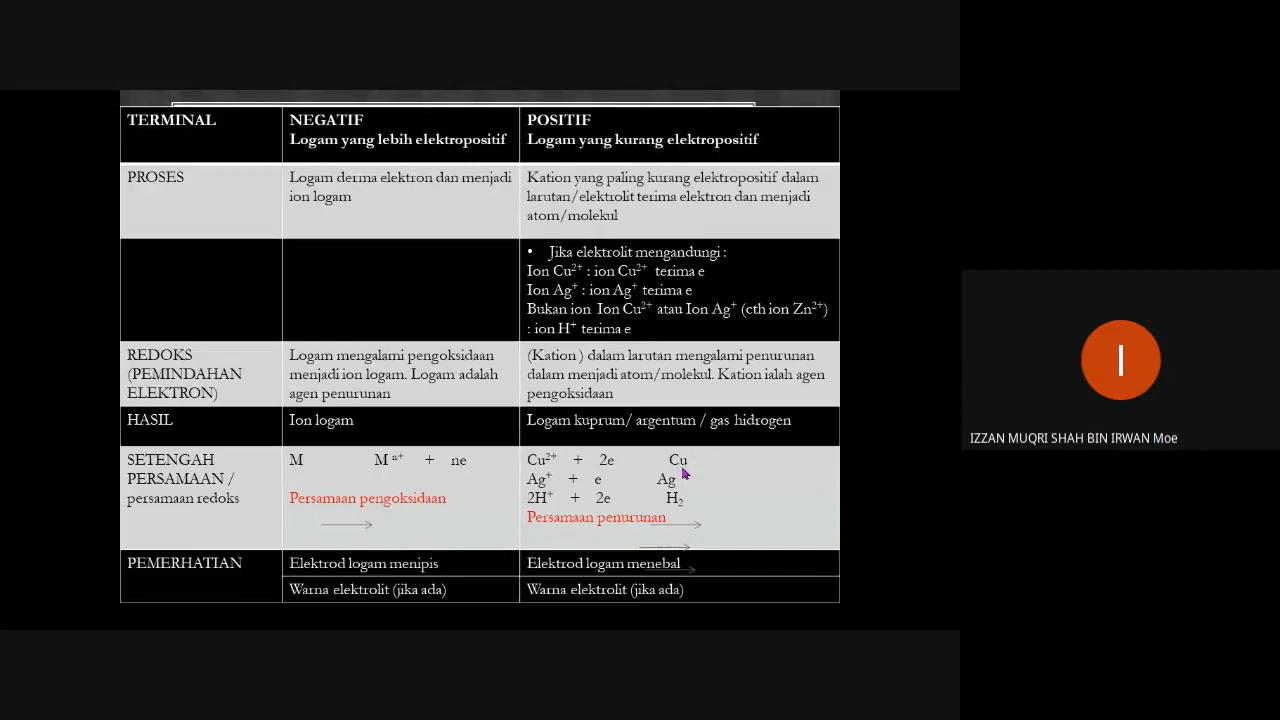 TERMINAL
NEGATIF
Logam yang lebih elektropositif
POSITIF
Logam yang kurang elektropositif
PROSES
Logam derma elektron dan menjadi
ion logam
Kation yang paling kurang elektropositif dalam
larutan/elektrolit terima elektron dan menjadi
atom/molekul
• Jika elektrolit mengandungi :
Ion Cu²⁺ : ion Cu²⁺ terima e
Ion Ag⁺ : ion Ag⁺ terima e
Bukan ion Ion Cu²⁺ atau Ion Ag⁺ (cth ion Zn²⁺)
: ion H⁺ terima e
REDOKS
(PEMINDAHAN
ELEKTRON)
Logam mengalami pengoksidaan
menjadi ion logam. Logam adalah
agen penurunan
(Kation ) dalam larutan mengalami penurunan
dalam menjadi atom/molekul. Kation ialah agen
pengoksidaan
HASIL
Ion logam
Logam kuprum/ argentum / gas hidrogen
SETENGAH
PERSAMAAN /
persamaan redoks
M M ⁿ⁺ + ne
Persamaan pengoksidaan
Cu²⁺ + 2e Cu
Ag⁺ + e Ag
2H⁺ + 2e H₂
Persamaan penurunan
PEMERHATIAN
Elektrod logam menipis
Elektrod logam menebal
Warna elektrolit (jika ada)
Warna elektrolit (jika ada)
I
IZZAN MUQRI SHAH BIN IRWAN Moe